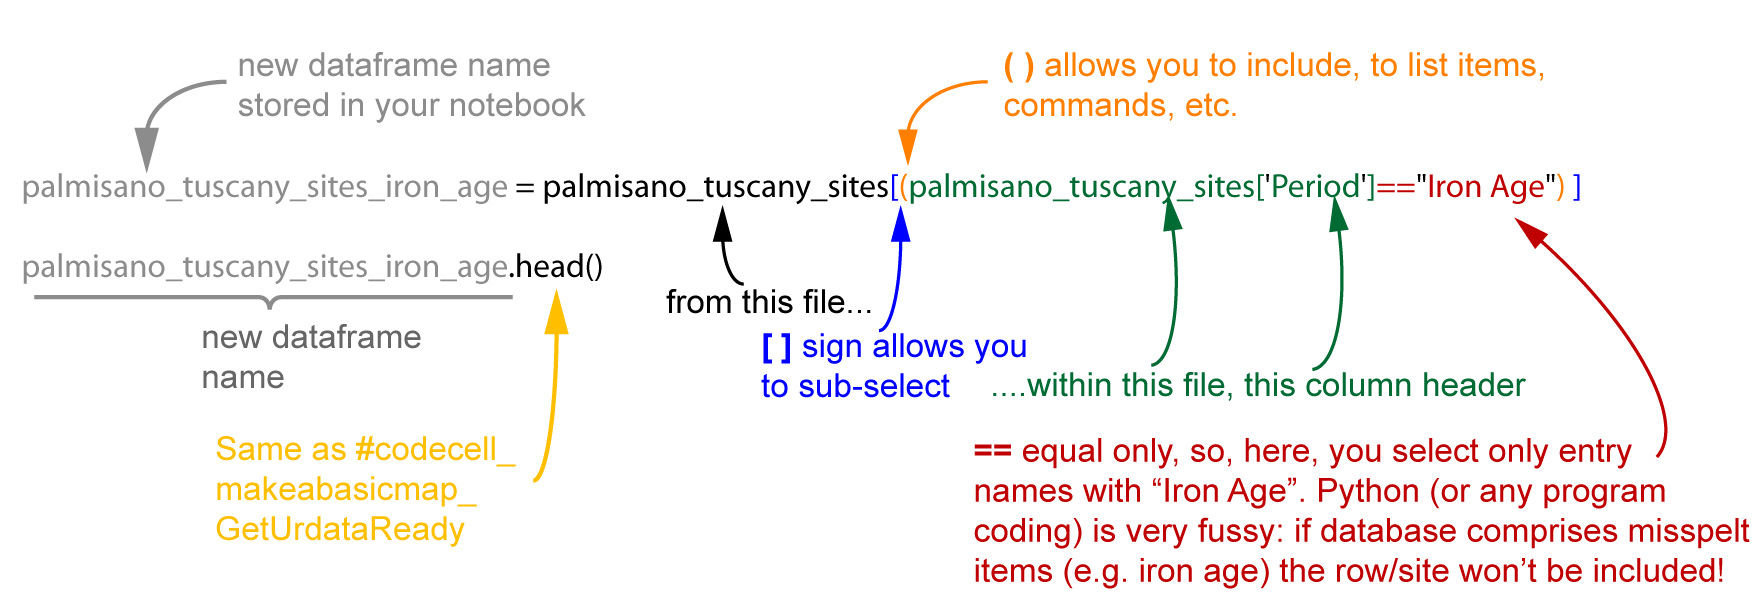 new dataframe name
stored in your notebook
( ) allows you to include, to list items,
commands, etc.
palmisano_tuscany_sites_iron_age = palmisano_tuscany_sites[(palmisano_tuscany_sites['Period']=="Iron Age") ]
palmisano_tuscany_sites_iron_age.head()
new dataframe
name
from this file...
[ ] sign allows you
to sub-select
....within this file, this column header
Same as #codecell_
makeabasicmap_
GetUrdataReady
== equal only, so, here, you select only entry
names with “Iron Age”. Python (or any program
coding) is very fussy: if database comprises misspelt
items (e.g. iron age) the row/site won’t be included!